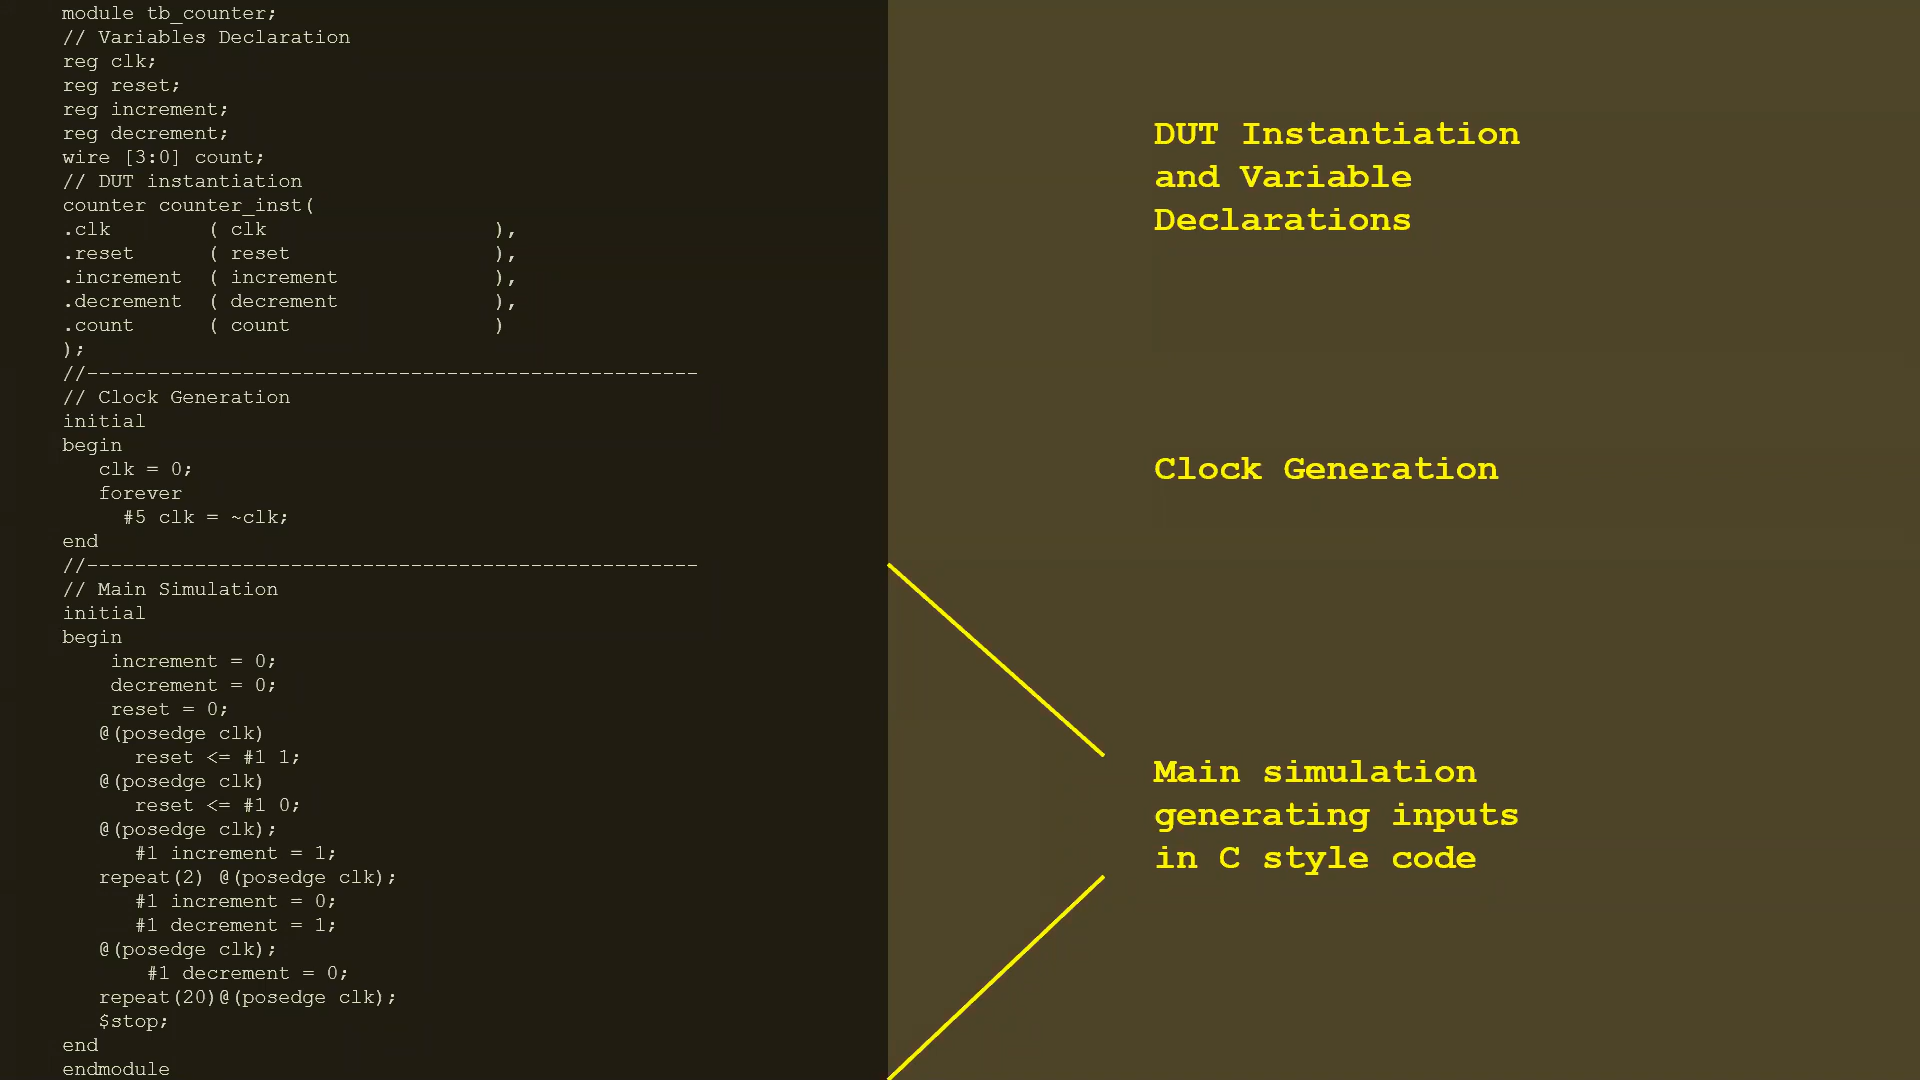 module tb_counter;
// Variables Declaration
reg clk;
reg reset;
reg increment;
reg decrement;
wire [3:0] count;
// DUT instantiation
counter counter_inst(
.clk        ( clk                   ),
.reset      ( reset                 ),
.increment  ( increment             ),
.decrement  ( decrement             ),
.count      ( count                 )
);
//---------------------------------------------------
// Clock Generation
initial
begin
   clk = 0;
   forever
     #5 clk = ~clk;
end
//---------------------------------------------------
// Main Simulation
initial
begin
    increment = 0;
    decrement = 0;
    reset = 0;
   @(posedge clk)
      reset <= #1 1;
   @(posedge clk)
      reset <= #1 0;
   @(posedge clk);
      #1 increment = 1;
   repeat(2) @(posedge clk);
      #1 increment = 0;
      #1 decrement = 1;
   @(posedge clk);
       #1 decrement = 0;
   repeat(20)@(posedge clk);
   $stop;
end
endmodule
DUT Instantiation
and Variable
Declarations
Clock Generation
Main simulation
generating inputs
in C style code